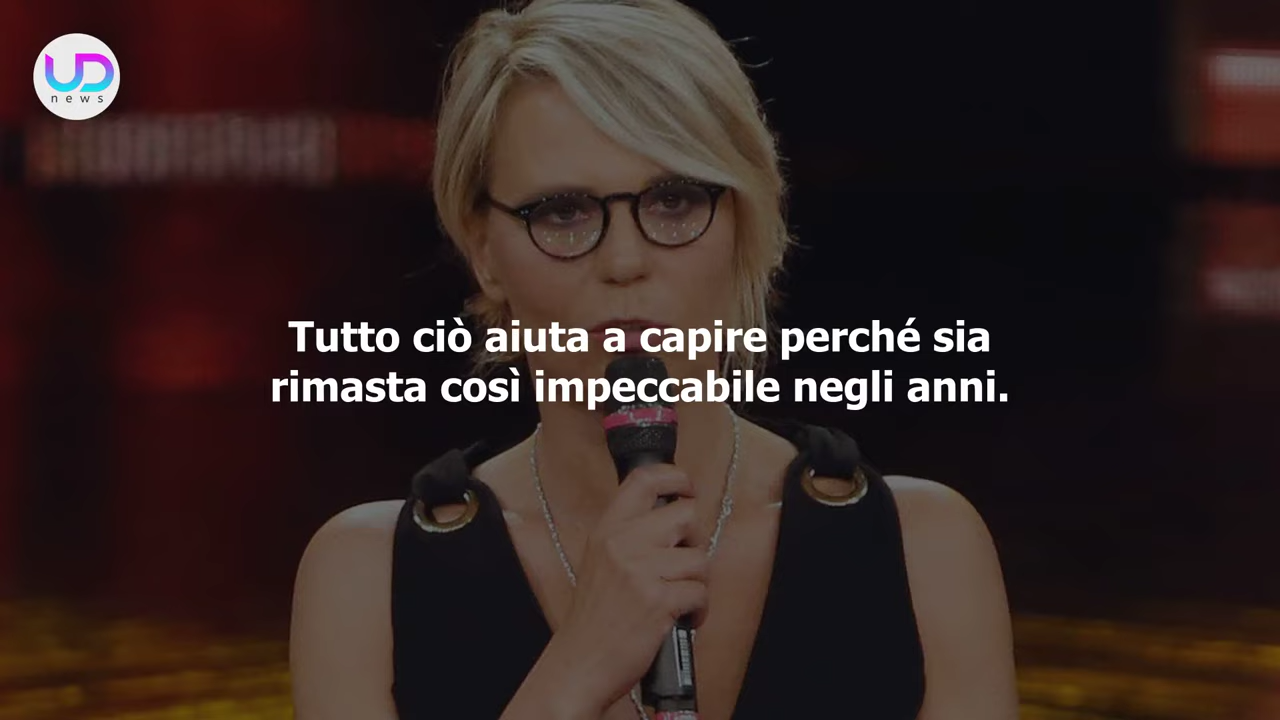 UD
news
Tutto ciò aiuta a capire perché sia
rimasta così impeccabile negli anni.